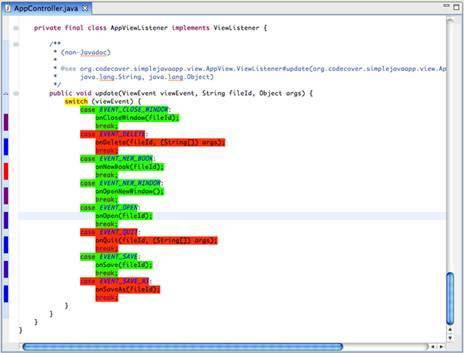 AppController.java
private final class AppViewListener implements ViewListener {
/**
* (non-Javadoc)
*
* @see org.codecover.simplejavaapp.view.AppView.ViewListener#update(org.codecover.simplejavaapp.view.App
* java.lang.String, java.lang.Object)
*/
public void update(ViewEvent viewEvent, String fileId, Object args) {
switch (viewEvent) {
case EVENT_CLOSE_WINDOW:
onCloseWindow(fileId);
break;
case EVENT_DELETE:
onDelete(fileId, (String[]) args);
break;
case EVENT_NEW_BOOK:
onNewBook(fileId);
break;
case EVENT_NEW_WINDOW:
onOpenNewWindow();
break;
case EVENT_OPEN:
onOpen(fileId);
break;
case EVENT_QUIT:
onQuit(fileId, (String[]) args);
break;
case EVENT_SAVE:
onSave(fileId);
break;
case EVENT_SAVE_AS:
onSaveAs(fileId);
break;
}
}
}
}